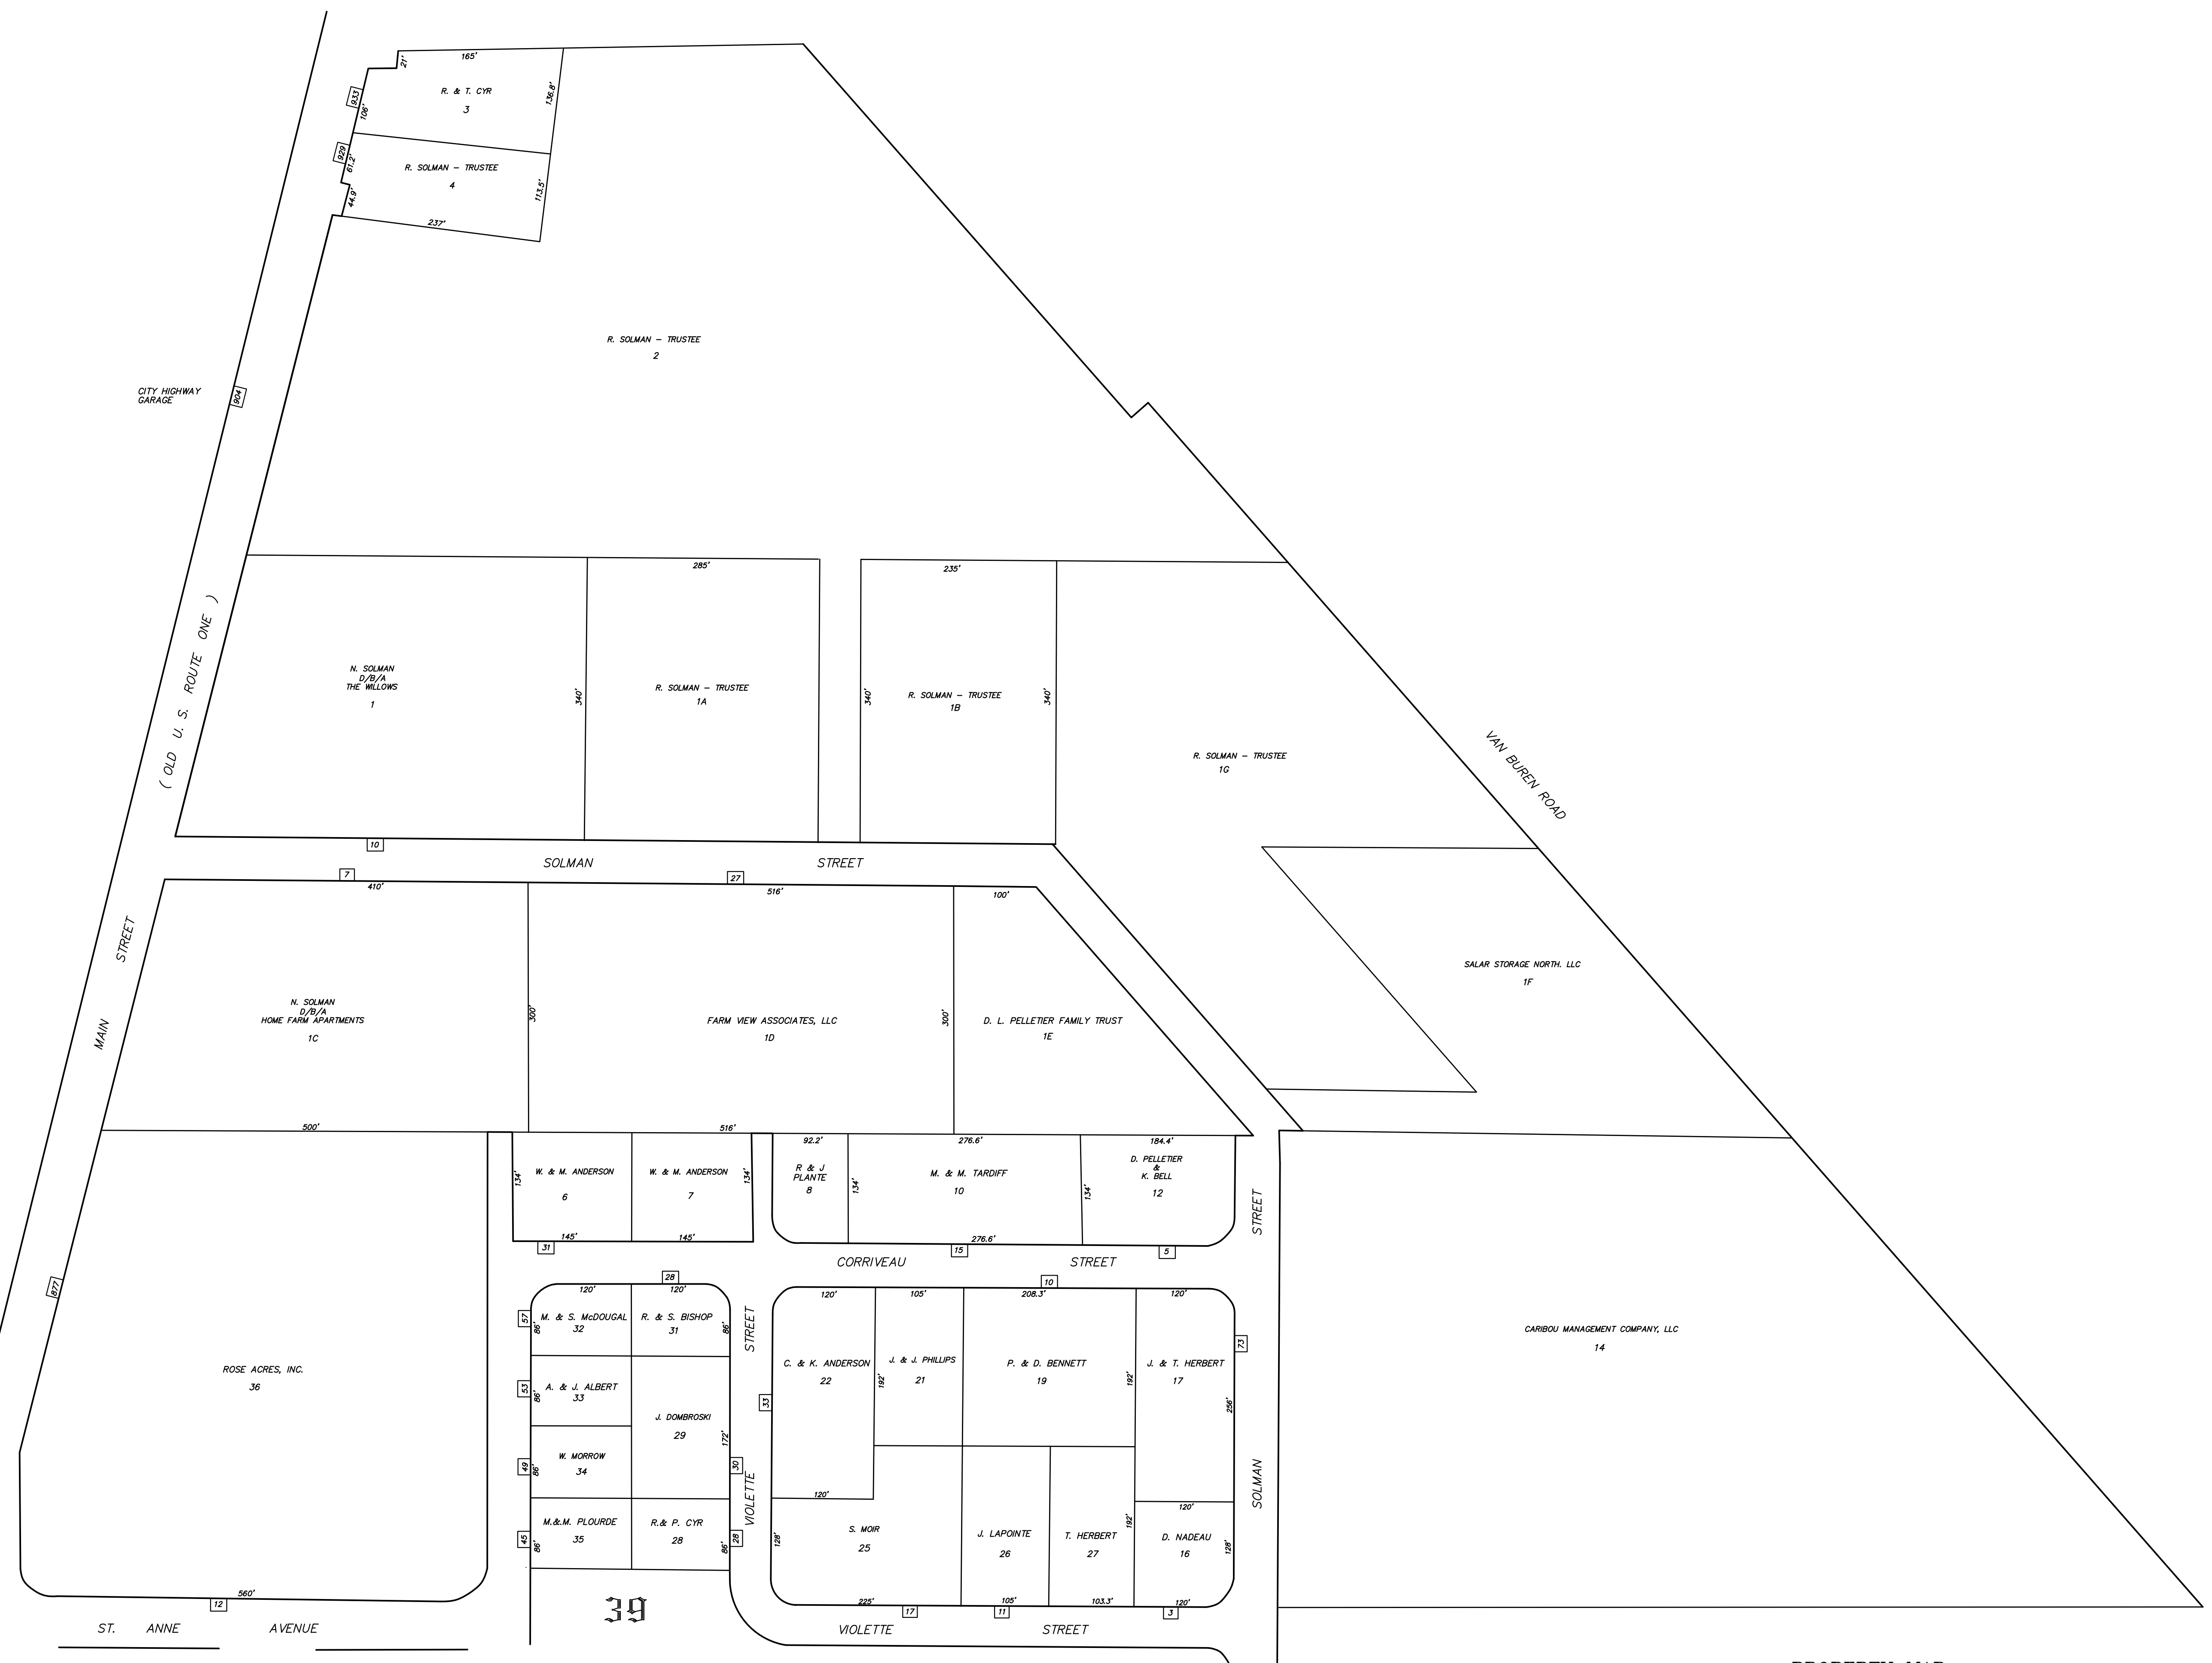 165'
21'
R. & T. CYR
3
933
106'
136.8'
929
61.2'
R. SOLMAN - TRUSTEE
4
44.9'
113.5'
237'
R. SOLMAN - TRUSTEE
2
CITY HIGHWAY
GARAGE
904
285'
235'
( OLD U. S. ROUTE ONE )
N. SOLMAN
D/B/A
THE WILLOWS
1
340'
R. SOLMAN - TRUSTEE
1A
340'
R. SOLMAN - TRUSTEE
1B
340'
R. SOLMAN - TRUSTEE
1G
VAN BUREN ROAD
10
SOLMAN STREET
7
410'
27
516'
100'
MAIN STREET
N. SOLMAN
D/B/A
HOME FARM APARTMENTS
1C
300'
FARM VIEW ASSOCIATES, LLC
1D
300'
D. L. PELLETIER FAMILY TRUST
1E
SALAR STORAGE NORTH. LLC
1F
500'
516'
92.2'
276.6'
184.4'
134'
W. & M. ANDERSON
6
W. & M. ANDERSON
7
134'
R & J
PLANTE
8
134'
M. & M. TARDIFF
10
134'
D. PELLETIER
&
K. BELL
12
145'
145'
276.6'
31
15
5
CORRIVEAU STREET
SOLMAN STREET
877
28
10
120'
120'
120'
105'
208.3'
120'
57
86'
M. & S. McDOUGAL
32
R. & S. BISHOP
31
86'
VIOLETTE STREET
73
ROSE ACRES, INC.
36
53
86'
A. & J. ALBERT
33
J. DOMBROSKI
29
172'
33
C. & K. ANDERSON
22
192'
J. & J. PHILLIPS
21
P. & D. BENNETT
19
192'
J. & T. HERBERT
17
256'
CARIBOU MANAGEMENT COMPANY, LLC
14
49
86'
W. MORROW
34
30
120'
120'
45
86'
M.&.M. PLOURDE
35
R.& P. CYR
28
86'
28
128'
S. MOIR
25
J. LAPOINTE
26
T. HERBERT
27
192'
D. NADEAU
16
128'
560'
12
39
225'
105'
103.3'
120'
17
11
3
ST. ANNE AVENUE
VIOLETTE STREET